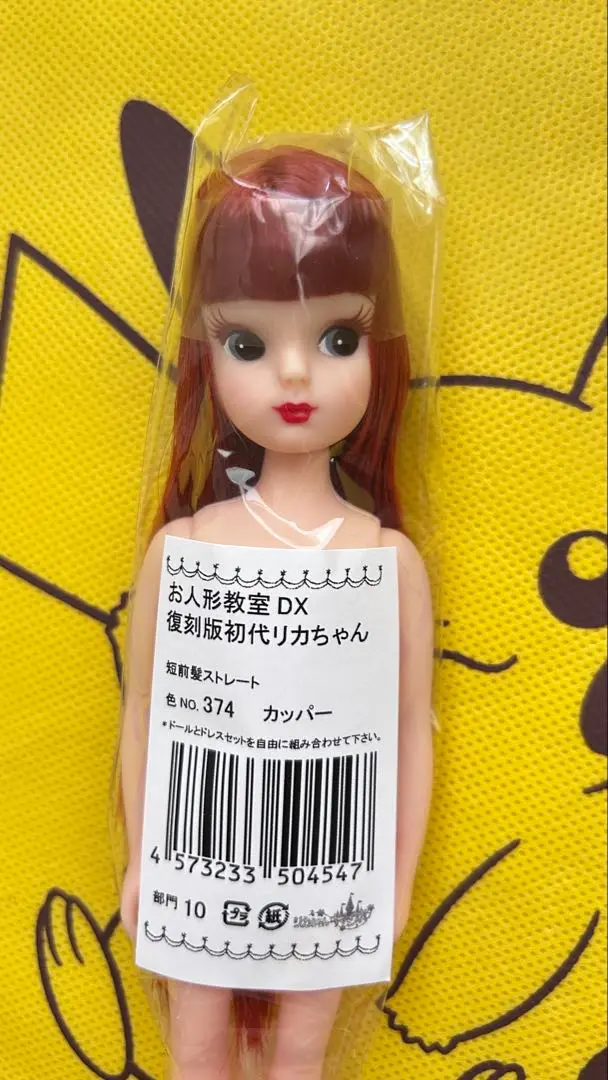 お人形教室 DX
復刻版初代リカちゃん
短前髪ストレート
色 NO. 374 カッパー
*ドールとドレスセットを自由に組み合わせて下さい。
4 573233 504547
部門 10 プラ 紙